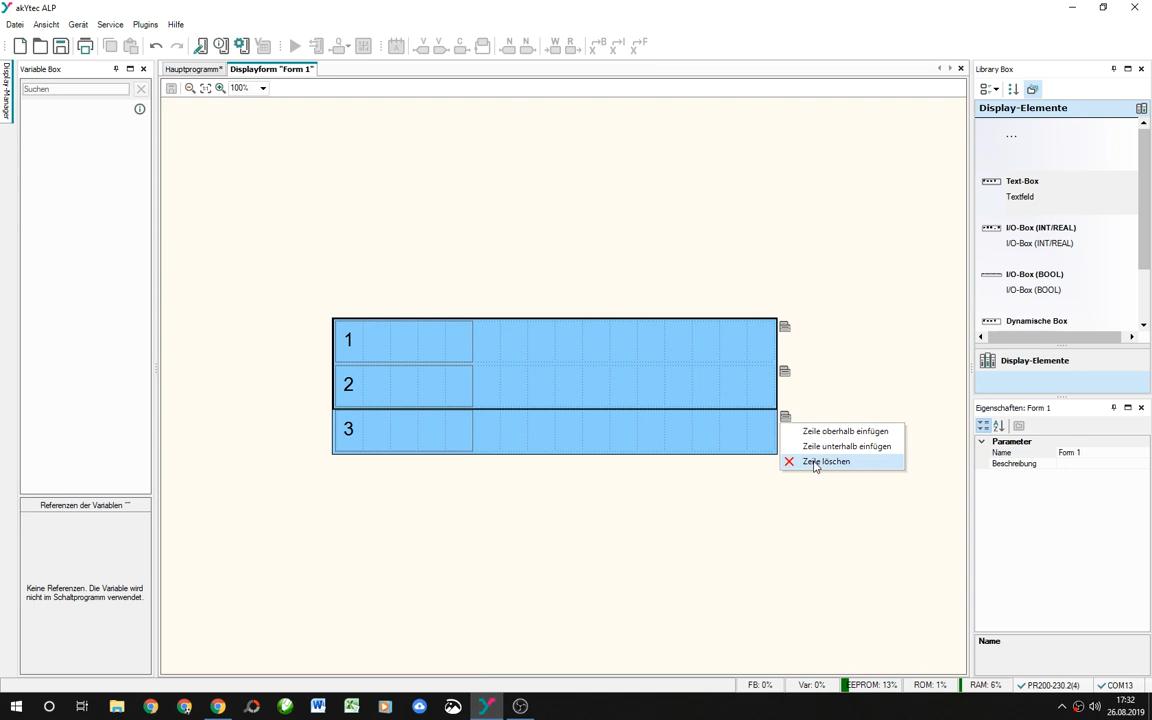 akYtec ALP
Datei Ansicht Gerät Service Plugins Hilfe
Display-Manager
Variable Box
Suchen
Referenzen der Variablen
Keine Referenzen. Die Variable wird
nicht im Schaltprogramm verwendet.
Hauptprogramm* Displayform "Form 1"*
100%
1
2
3
Zeile oberhalb einfügen
Zeile unterhalb einfügen
Zeile löschen
Library Box
Display-Elemente
...
Text-Box
Textfeld
I/O-Box (INT/REAL)
I/O-Box (INT/REAL)
I/O-Box (BOOL)
I/O-Box (BOOL)
Dynamische Box
Display-Elemente
Eigenschaften: Form 1
Parameter
Name Form 1
Beschreibung
Name
FB: 0% Var: 0% EEPROM: 13% ROM: 1% RAM: 6% PR200-230.2(4) COM13
17:32
26.08.2019